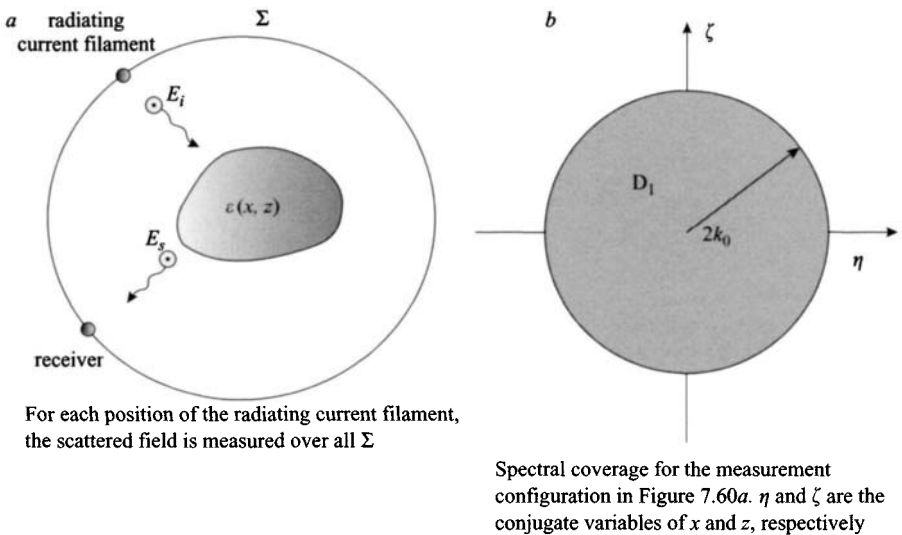 a
radiating
current filament
Σ
E_i
ε(x, z)
E_s
receiver
For each position of the radiating current filament,
the scattered field is measured over all Σ
b
ζ
D₁
2k₀
η
Spectral coverage for the measurement
configuration in Figure 7.60a. η and ζ are the
conjugate variables of x and z, respectively